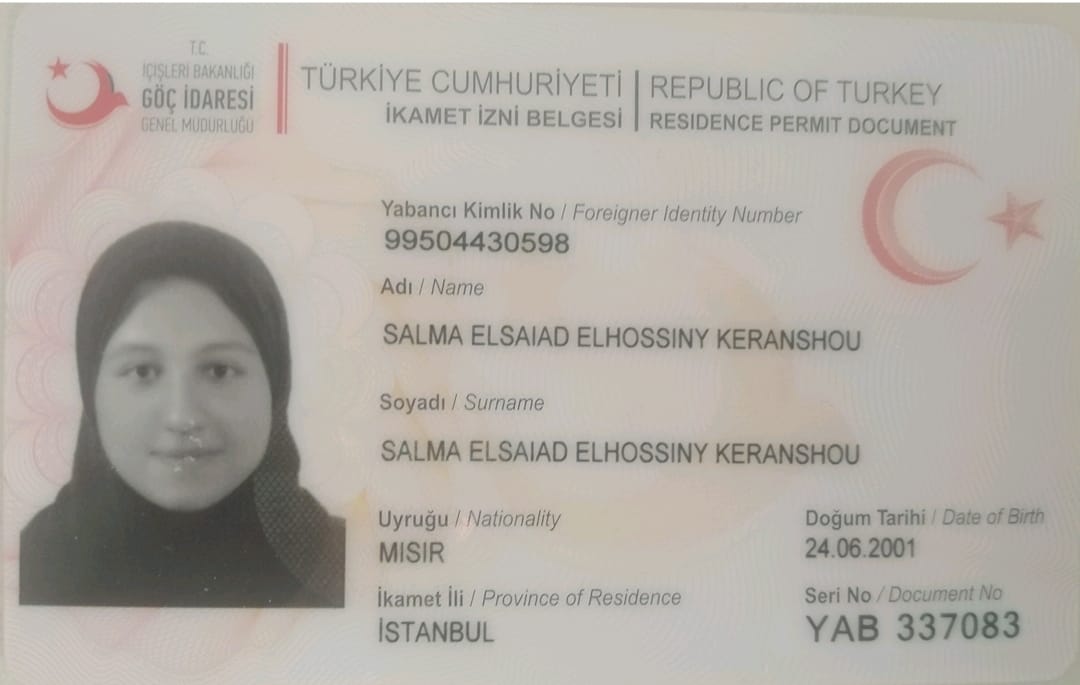 T.C.
İÇİŞLERİ BAKANLIĞI
GÖÇ İDARESİ
GENEL MÜDÜRLÜĞÜ
TÜRKİYE CUMHURİYETİ
İKAMET İZNİ BELGESİ
REPUBLIC OF TURKEY
RESIDENCE PERMIT DOCUMENT
Yabancı Kimlik No / Foreigner Identity Number
99504430598
Adı / Name
SALMA ELSAIAD ELHOSSINY KERANSHOU
Soyadı / Surname
SALMA ELSAIAD ELHOSSINY KERANSHOU
Uyruğu / Nationality
MISIR
Doğum Tarihi / Date of Birth
24.06.2001
İkamet İli / Province of Residence
İSTANBUL
Seri No / Document No
YAB 337083